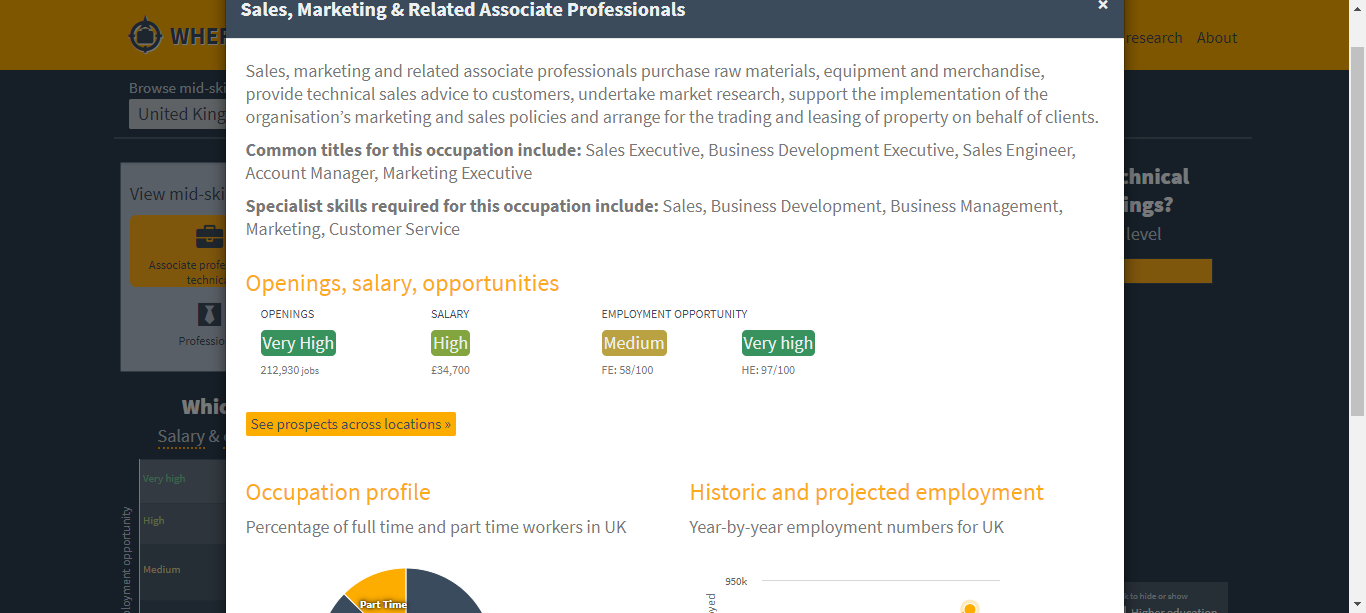 Sales, Marketing & Related Associate Professionals
×
research About
Browse mid-ski
United King
Sales, marketing and related associate professionals purchase raw materials, equipment and merchandise,
provide technical sales advice to customers, undertake market research, support the implementation of the
organisation’s marketing and sales policies and arrange for the trading and leasing of property on behalf of clients.
Common titles for this occupation include: Sales Executive, Business Development Executive, Sales Engineer,
Account Manager, Marketing Executive
Specialist skills required for this occupation include: Sales, Business Development, Business Management,
Marketing, Customer Service
View mid-ski
Associate profe
technic
Professio
chnical
ings?
level
Openings, salary, opportunities
OPENINGS SALARY EMPLOYMENT OPPORTUNITY
Very High High Medium Very high
212,930 jobs £34,700 FE: 58/100 HE: 97/100
See prospects across locations »
Whic
Salary &
Very high
High
Medium
loyment opportunity
Occupation profile
Percentage of full time and part time workers in UK
Part Time
Historic and projected employment
Year-by-year employment numbers for UK
950k
oyed
k to hide or show
Higher education